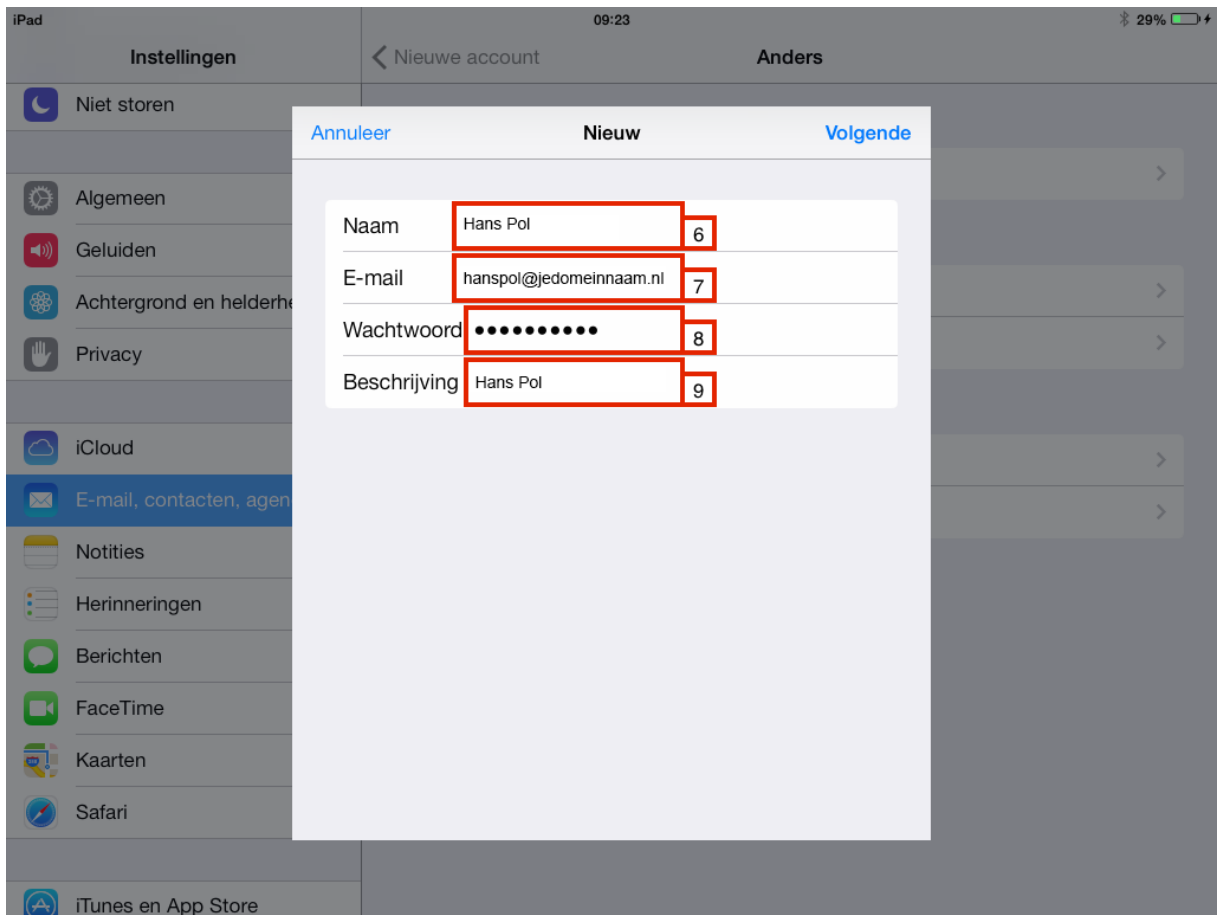 iPad 09:23 29%
Instellingen Nieuwe account Anders
Niet storen
Annuleer Nieuw Volgende
Algemeen
Geluiden
Achtergrond en helderhe
Privacy
Naam Hans Pol 6
E-mail hanspol@jedomeinnaam.nl 7
Wachtwoord •••••••••• 8
Beschrijving Hans Pol 9
iCloud
E-mail, contacten, agen
Notities
Herinneringen
Berichten
FaceTime
Kaarten
Safari
iTunes en App Store